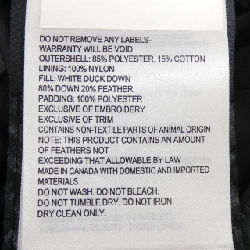 DO NOT REMOVE ANY LABELS-
WARRANTY WILL BE VOID
OUTERSHELL: 85% POLYESTER, 15% COTTON
LINING: 100% NYLON
FILL: WHITE DUCK DOWN
80% DOWN 20% FEATHER
PADDING: 100% POLYESTER
EXCLUSIVE OF EMBROIDERY
EXCLUSIVE OF TRIM
CONTAINS NON-TEXTILE PARTS OF ANIMAL ORIGIN
NOTE: THIS PRODUCT CONTAINS AN AMOUNT
OF FEATHERS NOT
EXCEEDING THAT ALLOWABLE BY LAW
MADE IN CANADA WITH DOMESTIC AND IMPORTED
MATERIALS
DO NOT WASH. DO NOT BLEACH.
DO NOT TUMBLE DRY. DO NOT IRON
DRY CLEAN ONLY.